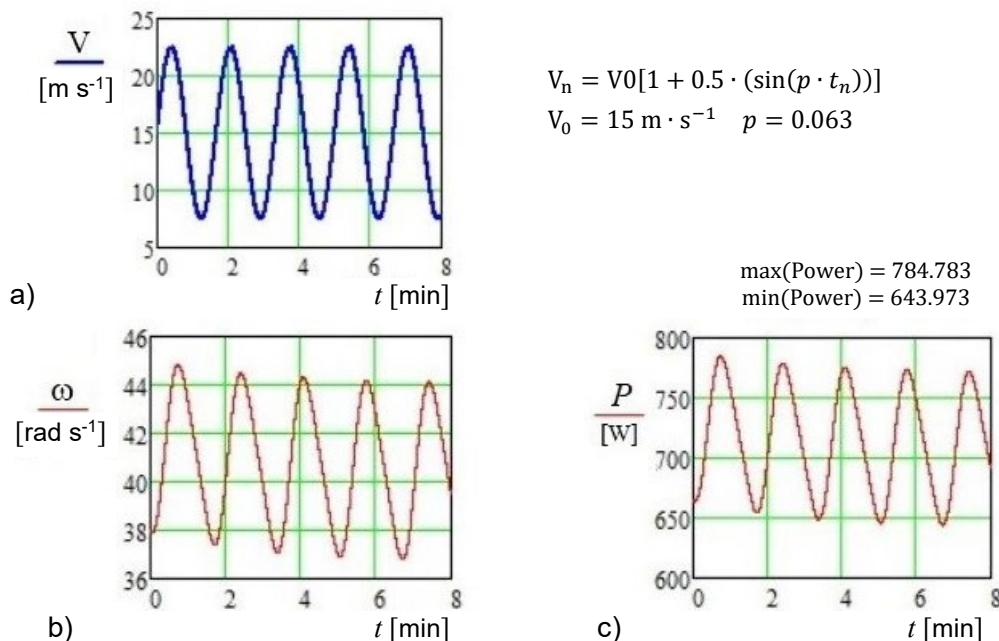 25
V
[m s⁻¹]
20
15
10
5
0 2 4 6 8
t [min]
a)
Vₙ = V0[1 + 0.5 · (sin(p · tₙ))]
V₀ = 15 m · s⁻¹ p = 0.063
max(Power) = 784.783
min(Power) = 643.973
46
ω
[rad s⁻¹]
44
42
40
38
36
0 2 4 6 8
t [min]
b)
800
P
[W]
750
700
650
600
0 2 4 6 8
t [min]
c)